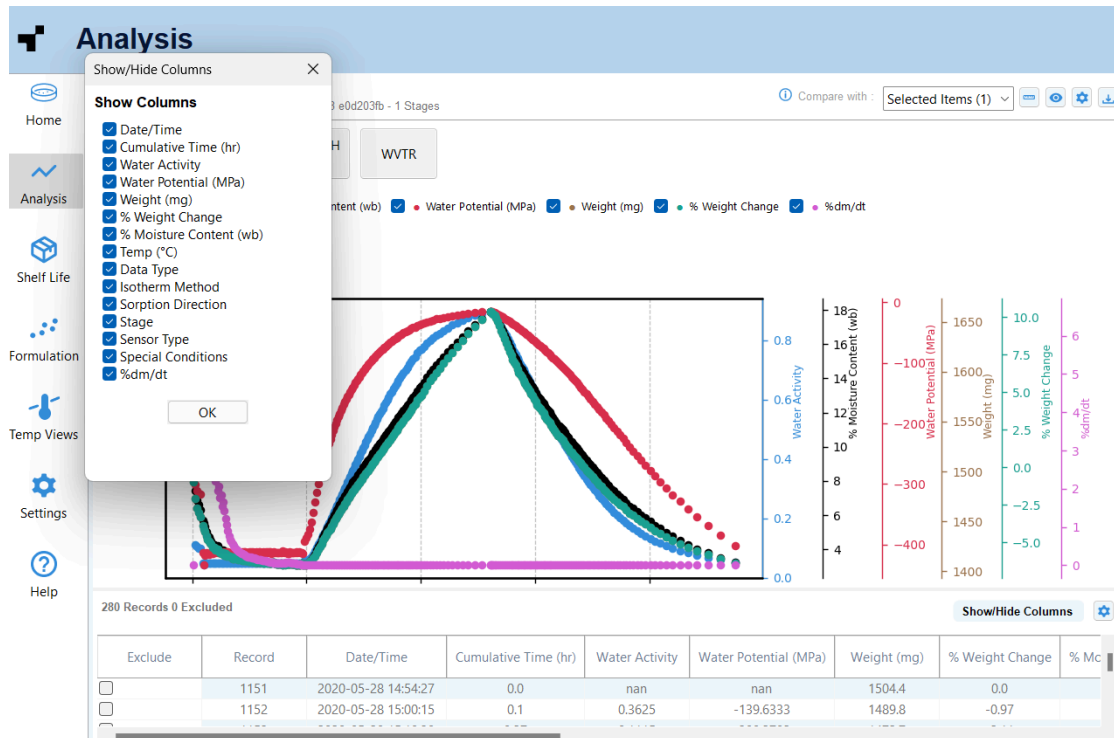 Analysis
Show/Hide Columns
Show Columns
Date/Time
Cumulative Time (hr)
Water Activity
Water Potential (MPa)
Weight (mg)
% Weight Change
% Moisture Content (wb)
Temp (°C)
Data Type
Isotherm Method
Sorption Direction
Stage
Sensor Type
Special Conditions
%dm/dt
OK
Home
Analysis
Shelf Life
Formulation
Temp Views
Settings
Help
e0d203fb - 1 Stages
Compare with :
Selected Items (1)
H
WVTR
ntent (wb)
Water Potential (MPa)
Weight (mg)
% Weight Change
%dm/dt
0.8
0.6
0.4
0.2
0.0
Water Activity
18
16
14
12
10
8
6
4
% Moisture Content (wb)
0
−100
−200
−300
−400
Water Potential (MPa)
1650
1600
1550
1500
1450
1400
Weight (mg)
10.0
7.5
5.0
2.5
0.0
−2.5
−5.0
% Weight Change
6
5
4
3
2
1
0
%dm/dt
280 Records 0 Excluded
Show/Hide Columns
Exclude Record Date/Time Cumulative Time (hr) Water Activity Water Potential (MPa) Weight (mg) % Weight Change % Mc
1151 2020-05-28 14:54:27 0.0 nan nan 1504.4 0.0
1152 2020-05-28 15:00:15 0.1 0.3625 -139.6333 1489.8 -0.97